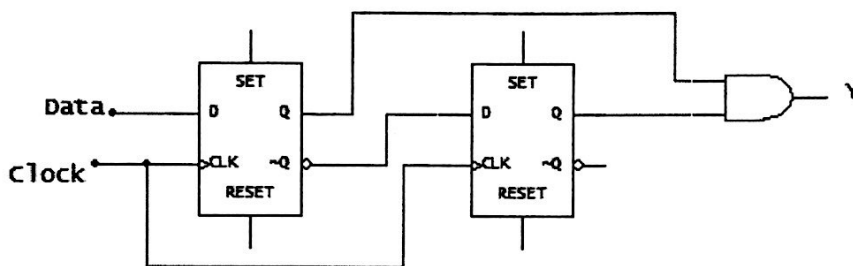 SET
SET
Data
D
Q
D
Q
Y
Clock
CLK
~Q
CLK
~Q
RESET
RESET